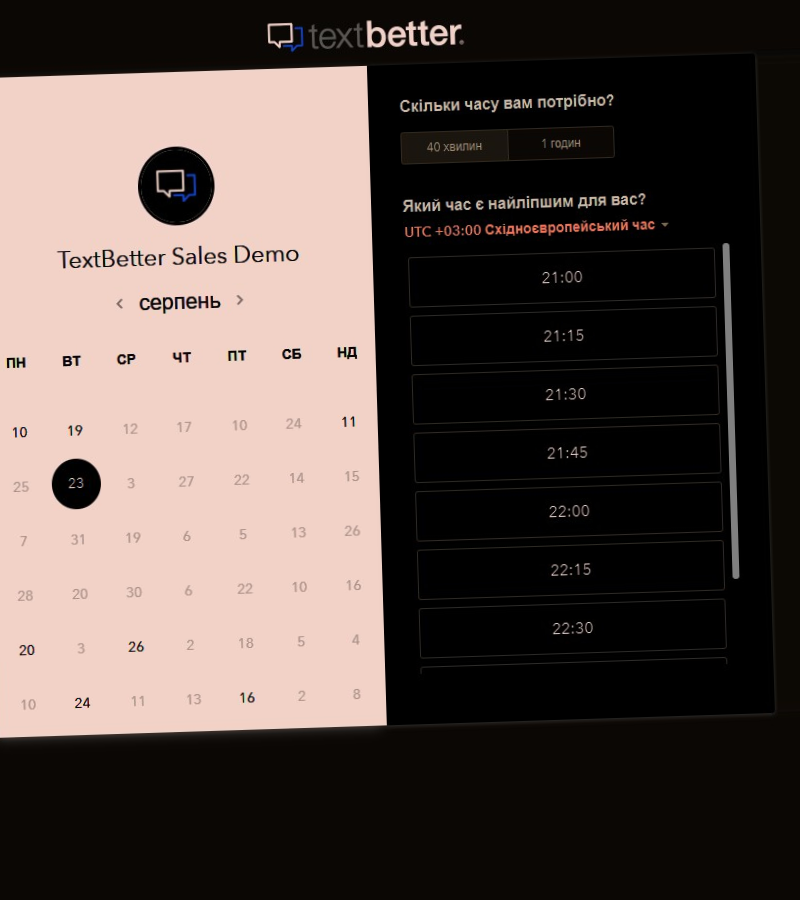 textbetter.
TextBetter Sales Demo
серпень
ПН ВТ СР ЧТ ПТ СБ НД
10 19 12 17 10 24 11
25 23 3 27 22 14 15
7 31 19 6 5 13 26
28 20 30 6 22 10 16
20 3 26 2 18 5 4
10 24 11 13 16 2 8
Скільки часу вам потрібно?
40 хвилин 1 годин
Який час є найліпшим для вас?
UTC +03:00 Східноєвропейський час
21:00
21:15
21:30
21:45
22:00
22:15
22:30